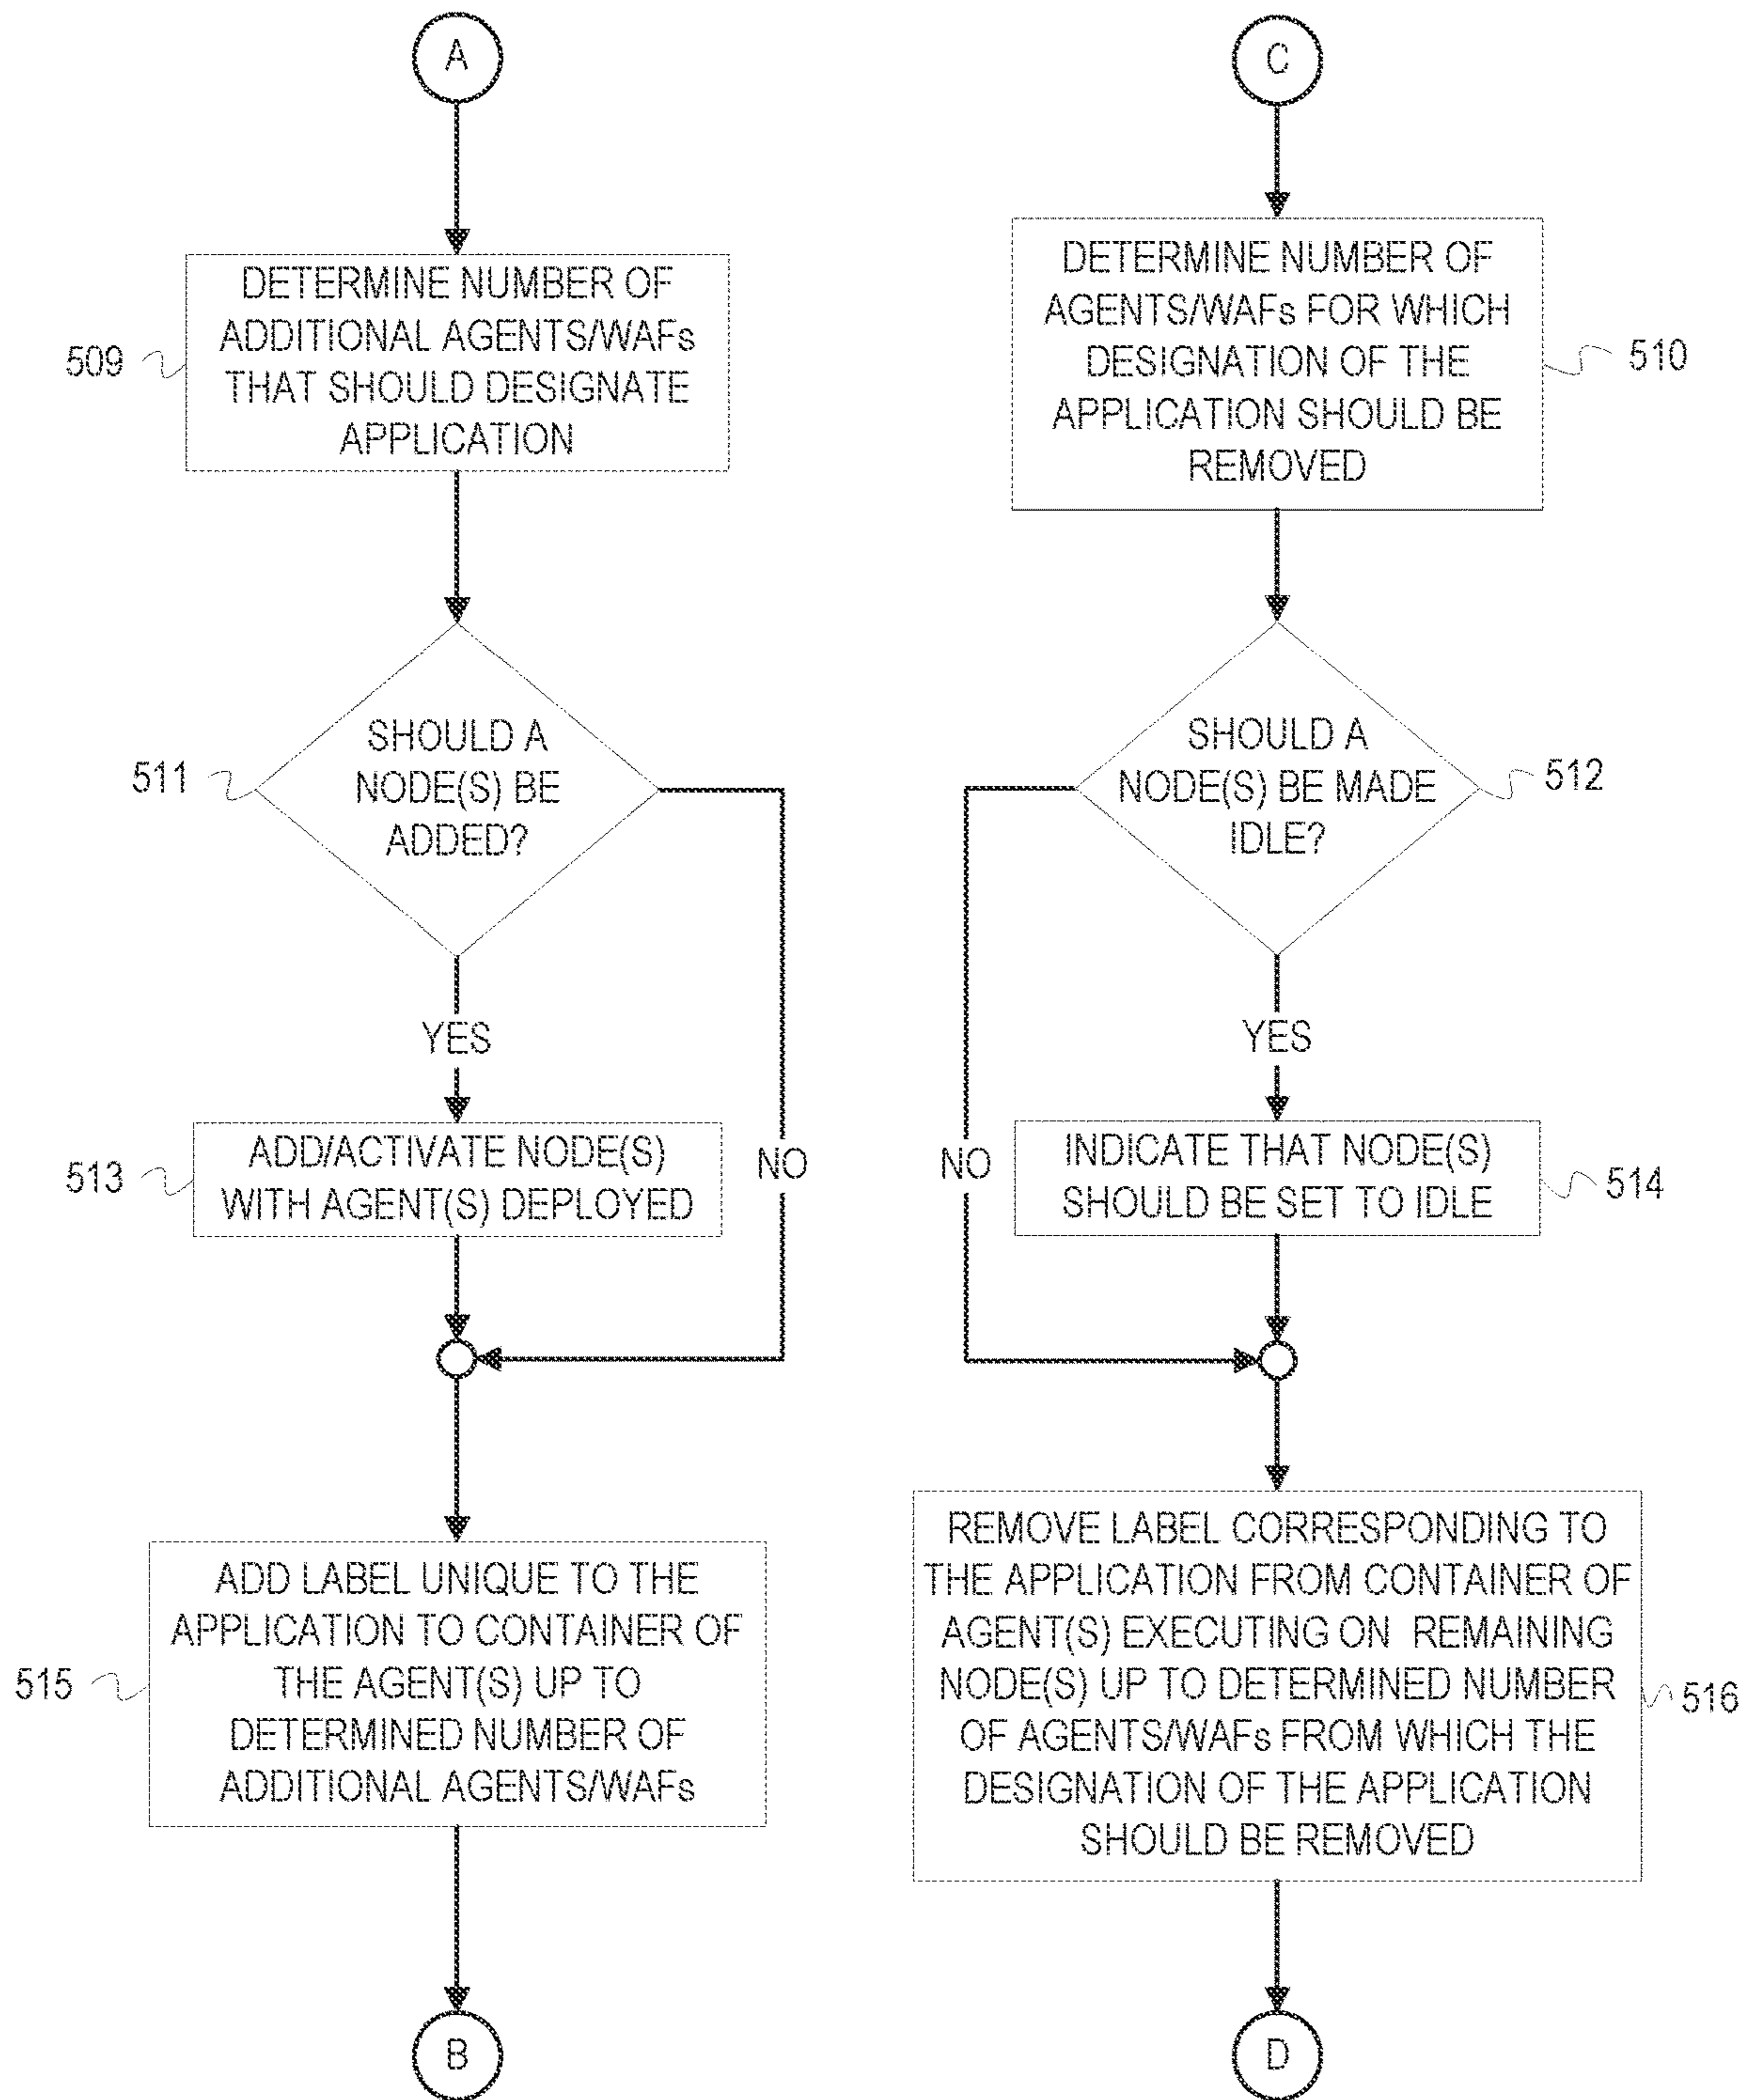 A
DETERMINE NUMBER OF
ADDITIONAL AGENTS/WAFs
THAT SHOULD DESIGNATE
APPLICATION
509
SHOULD A
NODE(S) BE
ADDED?
511
YES
NO
ADD/ACTIVATE NODE(S)
WITH AGENT(S) DEPLOYED
513
ADD LABEL UNIQUE TO THE
APPLICATION TO CONTAINER OF
THE AGENT(S) UP TO
DETERMINED NUMBER OF
ADDITIONAL AGENTS/WAFs
515
B
C
DETERMINE NUMBER OF
AGENTS/WAFs FOR WHICH
DESIGNATION OF THE
APPLICATION SHOULD BE
REMOVED
510
SHOULD A
NODE(S) BE MADE
IDLE?
512
YES
NO
INDICATE THAT NODE(S)
SHOULD BE SET TO IDLE
514
REMOVE LABEL CORRESPONDING TO
THE APPLICATION FROM CONTAINER OF
AGENT(S) EXECUTING ON REMAINING
NODE(S) UP TO DETERMINED NUMBER
OF AGENTS/WAFs FROM WHICH THE
DESIGNATION OF THE APPLICATION
SHOULD BE REMOVED
516
D